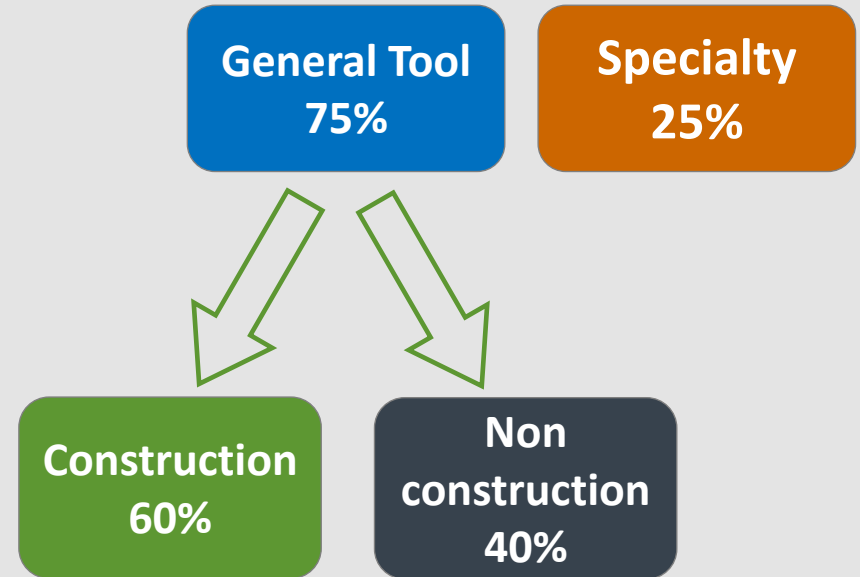 General Tool
75%
Specialty
25%
Construction
60%
Non
construction
40%